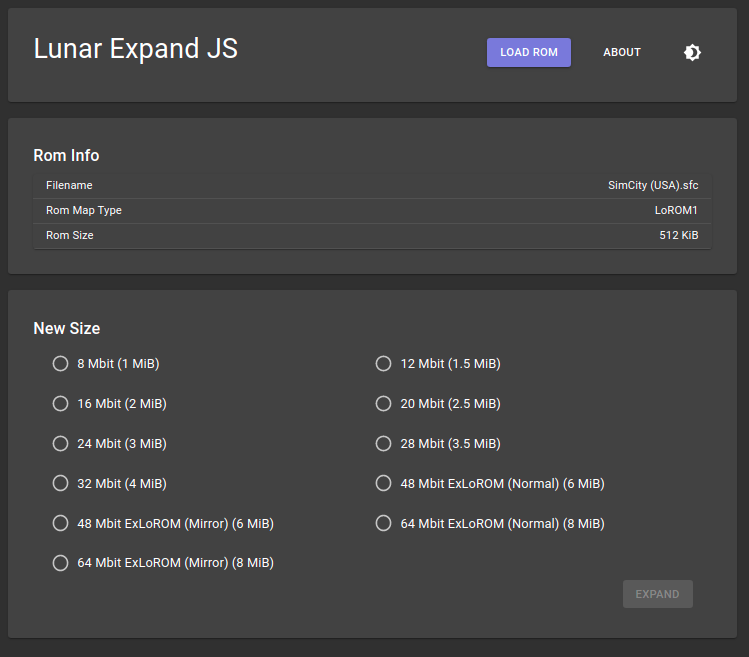 Lunar Expand JS
LOAD ROM
ABOUT
Rom Info
Filename SimCity (USA).sfc
Rom Map Type LoROM1
Rom Size 512 KiB
New Size
8 Mbit (1 MiB) 12 Mbit (1.5 MiB)
16 Mbit (2 MiB) 20 Mbit (2.5 MiB)
24 Mbit (3 MiB) 28 Mbit (3.5 MiB)
32 Mbit (4 MiB) 48 Mbit ExLoROM (Normal) (6 MiB)
48 Mbit ExLoROM (Mirror) (6 MiB) 64 Mbit ExLoROM (Normal) (8 MiB)
64 Mbit ExLoROM (Mirror) (8 MiB)
EXPAND